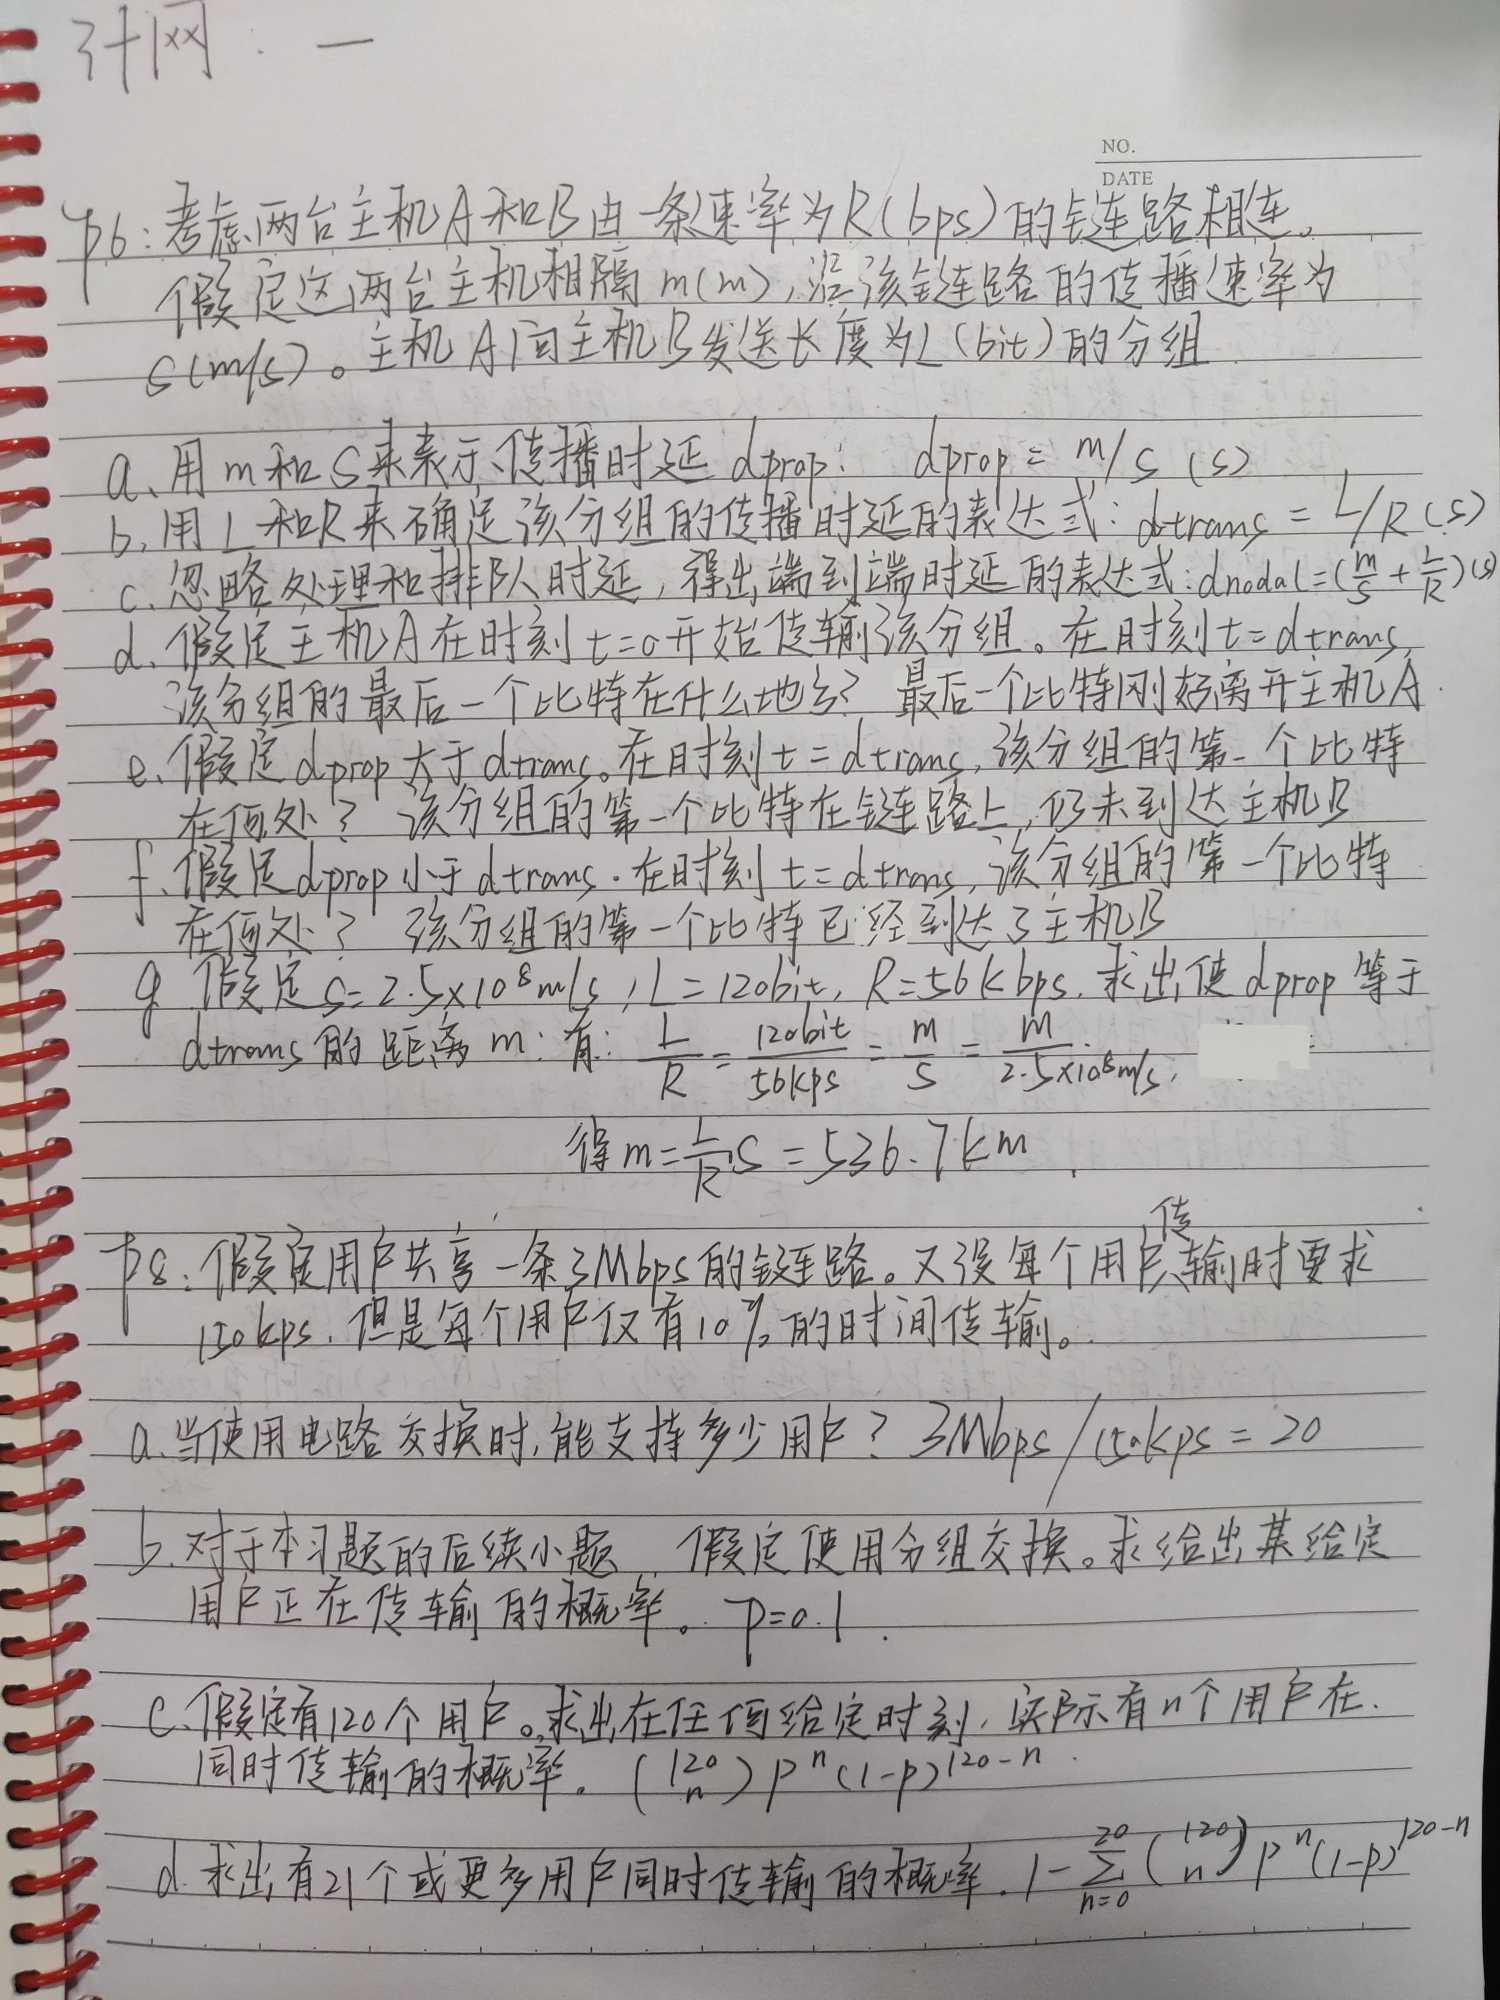 计网：一
NO.
DATE
P6：考虑两台主机A和B由一条速率为R(bps)的链路相连。
假定这两台主机相隔m(m)，沿该链路的传播速率为
S(m/s)。主机A向主机B发送长度为L(bit)的分组
a、用m和S来表示传播时延dprop： dprop = m/s (s)
b、用L和R来确定该分组的传播时延的表达式：dtrans = L/R (s)
c、忽略处理和排队时延，得出端到端时延的表达式：dnodal=(m/s + L/R)(s)
d、假定主机A在时刻t=0开始传输该分组。在时刻t=dtrans，
该分组的最后一个比特在什么地方？ 最后一个比特刚好离开主机A.
e、假定dprop大于dtrans。在时刻t=dtrans，该分组的第一个比特
在何处？ 该分组的第一个比特在链路上，仍未到达主机B
f、假定dprop小于dtrans.在时刻t=dtrans，该分组的第一个比特
在何处？ 该分组的第一个比特已经到达了主机B
g 假定s=2.5×10⁸m/s，L=120bit，R=56kbps.求出使dprop等于
dtrans的距离m：有：L/R = 120bit/56kps = m/s = m/2.5×10⁸m/s，
得m=L/R·S=536.7km
P8：假定用户共享一条3Mbps的链路。又设每个用户传输时要求
150kps，但是每个用户仅有10%的时间传输。
a.当使用电路交换时，能支持多少用户？ 3Mbps/150kps=20
b.对于本习题的后续小题，假定使用分组交换。求给出某给定
用户正在传输的概率。 P=0.1.
c、假定有120个用户。求出在任何给定时刻，实际有n个用户在
同时传输的概率。 (120 n) Pⁿ(1-P)¹²⁰⁻ⁿ.
d.求出有21个或更多用户同时传输的概率. 1-∑(n=0→20)(120 n)Pⁿ(1-P)¹²⁰⁻ⁿ